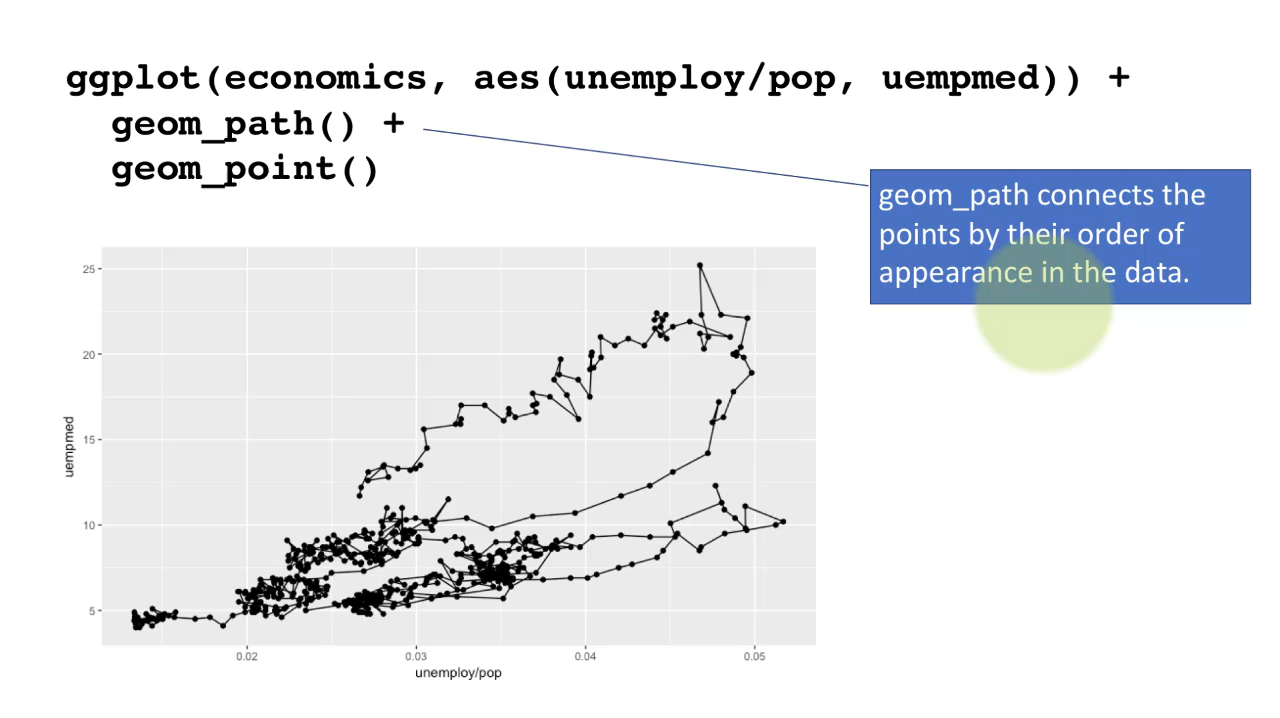 ggplot(economics, aes(unemploy/pop, uempmed)) +
geom_path() +
geom_point()
geom_path connects the
points by their order of
appearance in the data.
25
20
15
10
5
uempmed
0.02 0.03 0.04 0.05
unemploy/pop